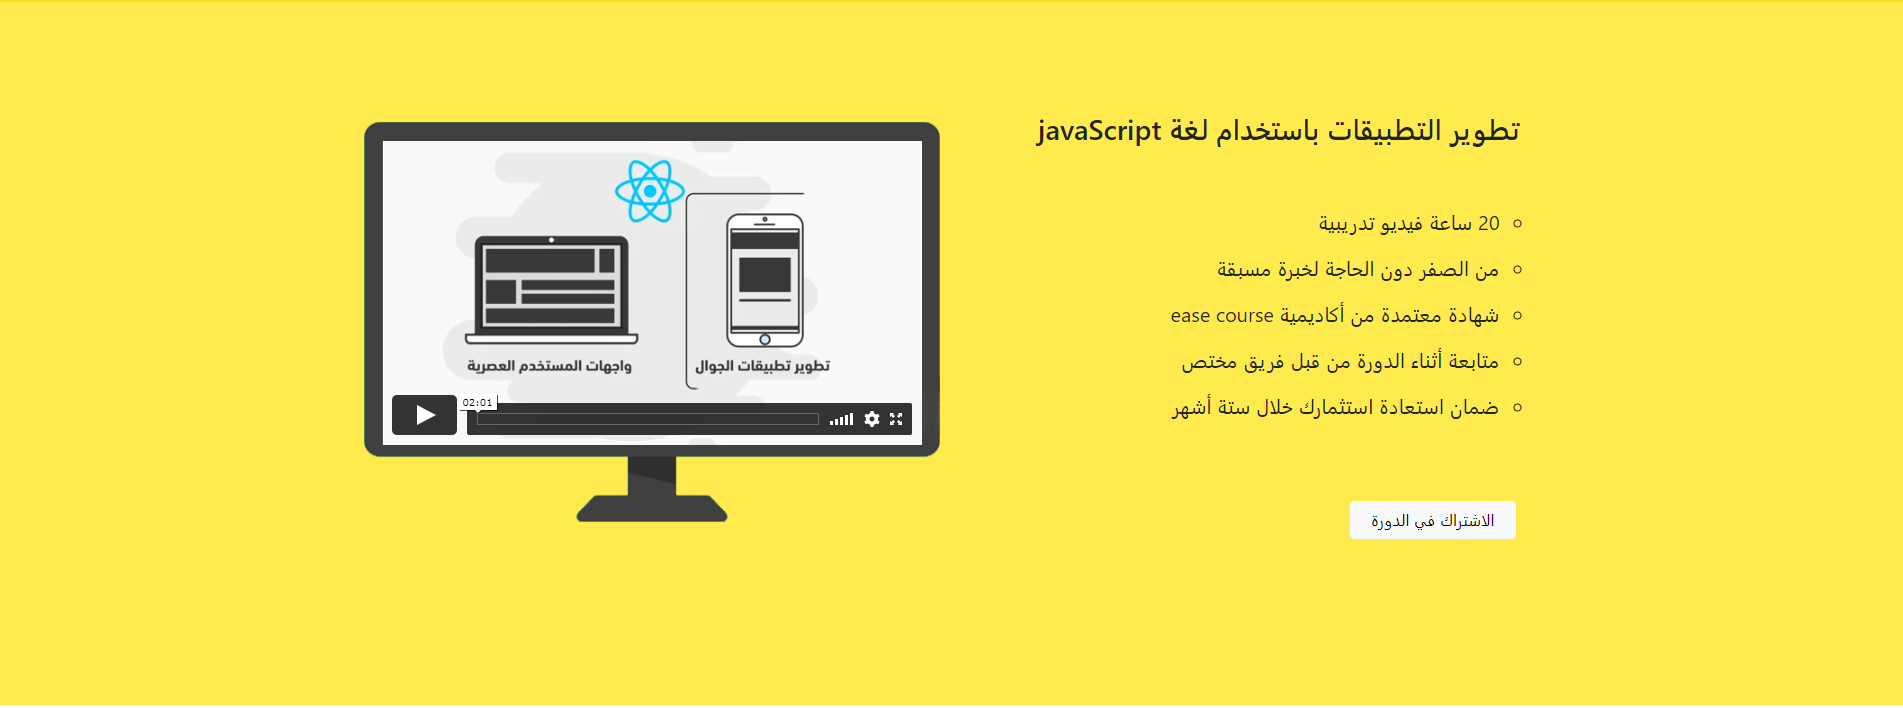 تطوير التطبيقات باستخدام لغة javaScript
20 ساعة فيديو تدريبية
من الصفر دون الحاجة لخبرة مسبقة
شهادة معتمدة من أكاديمية ease course
متابعة أثناء الدورة من قبل فريق مختص
ضمان استعادة استثمارك خلال ستة أشهر
الاشتراك في الدورة
تطوير تطبيقات الجوال
واجهات المستخدم العصرية
02:01